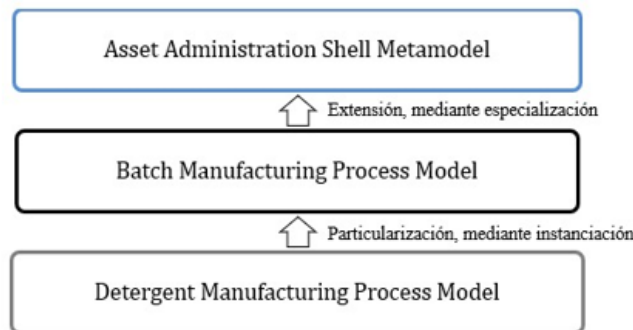 Asset Administration Shell Metamodel
Extensión, mediante especialización
Batch Manufacturing Process Model
Particularización, mediante instanciación
Detergent Manufacturing Process Model